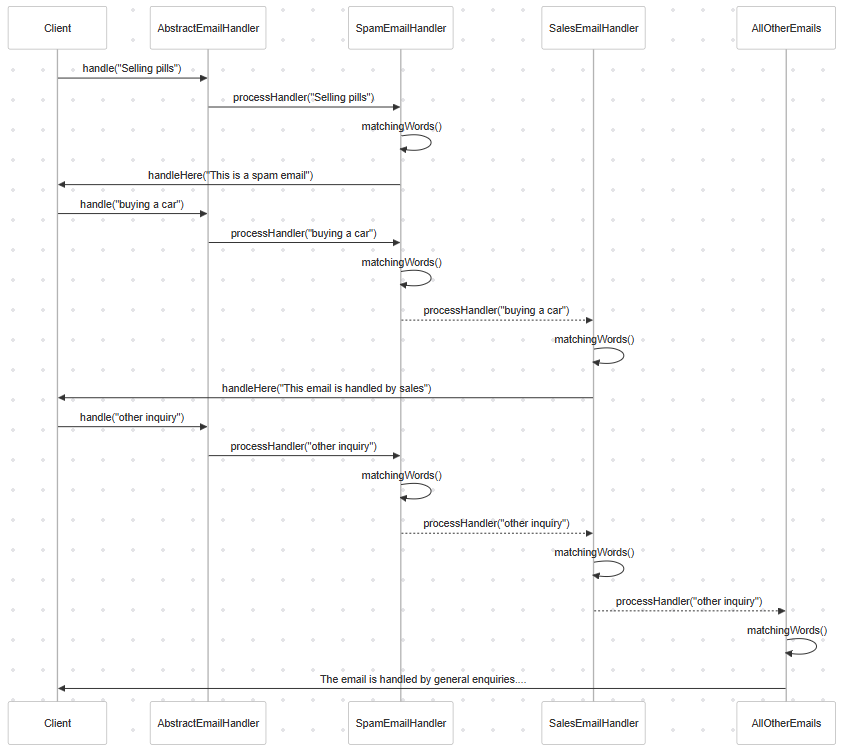 Client AbstractEmailHandler SpamEmailHandler SalesEmailHandler AllOtherEmails
handle("Selling pills")
processHandler("Selling pills")
matchingWords()
handleHere("This is a spam email")
handle("buying a car")
processHandler("buying a car")
matchingWords()
processHandler("buying a car")
matchingWords()
handleHere("This email is handled by sales")
handle("other inquiry")
processHandler("other inquiry")
matchingWords()
processHandler("other inquiry")
matchingWords()
processHandler("other inquiry")
matchingWords()
The email is handled by general enquiries....
Client AbstractEmailHandler SpamEmailHandler SalesEmailHandler AllOtherEmails